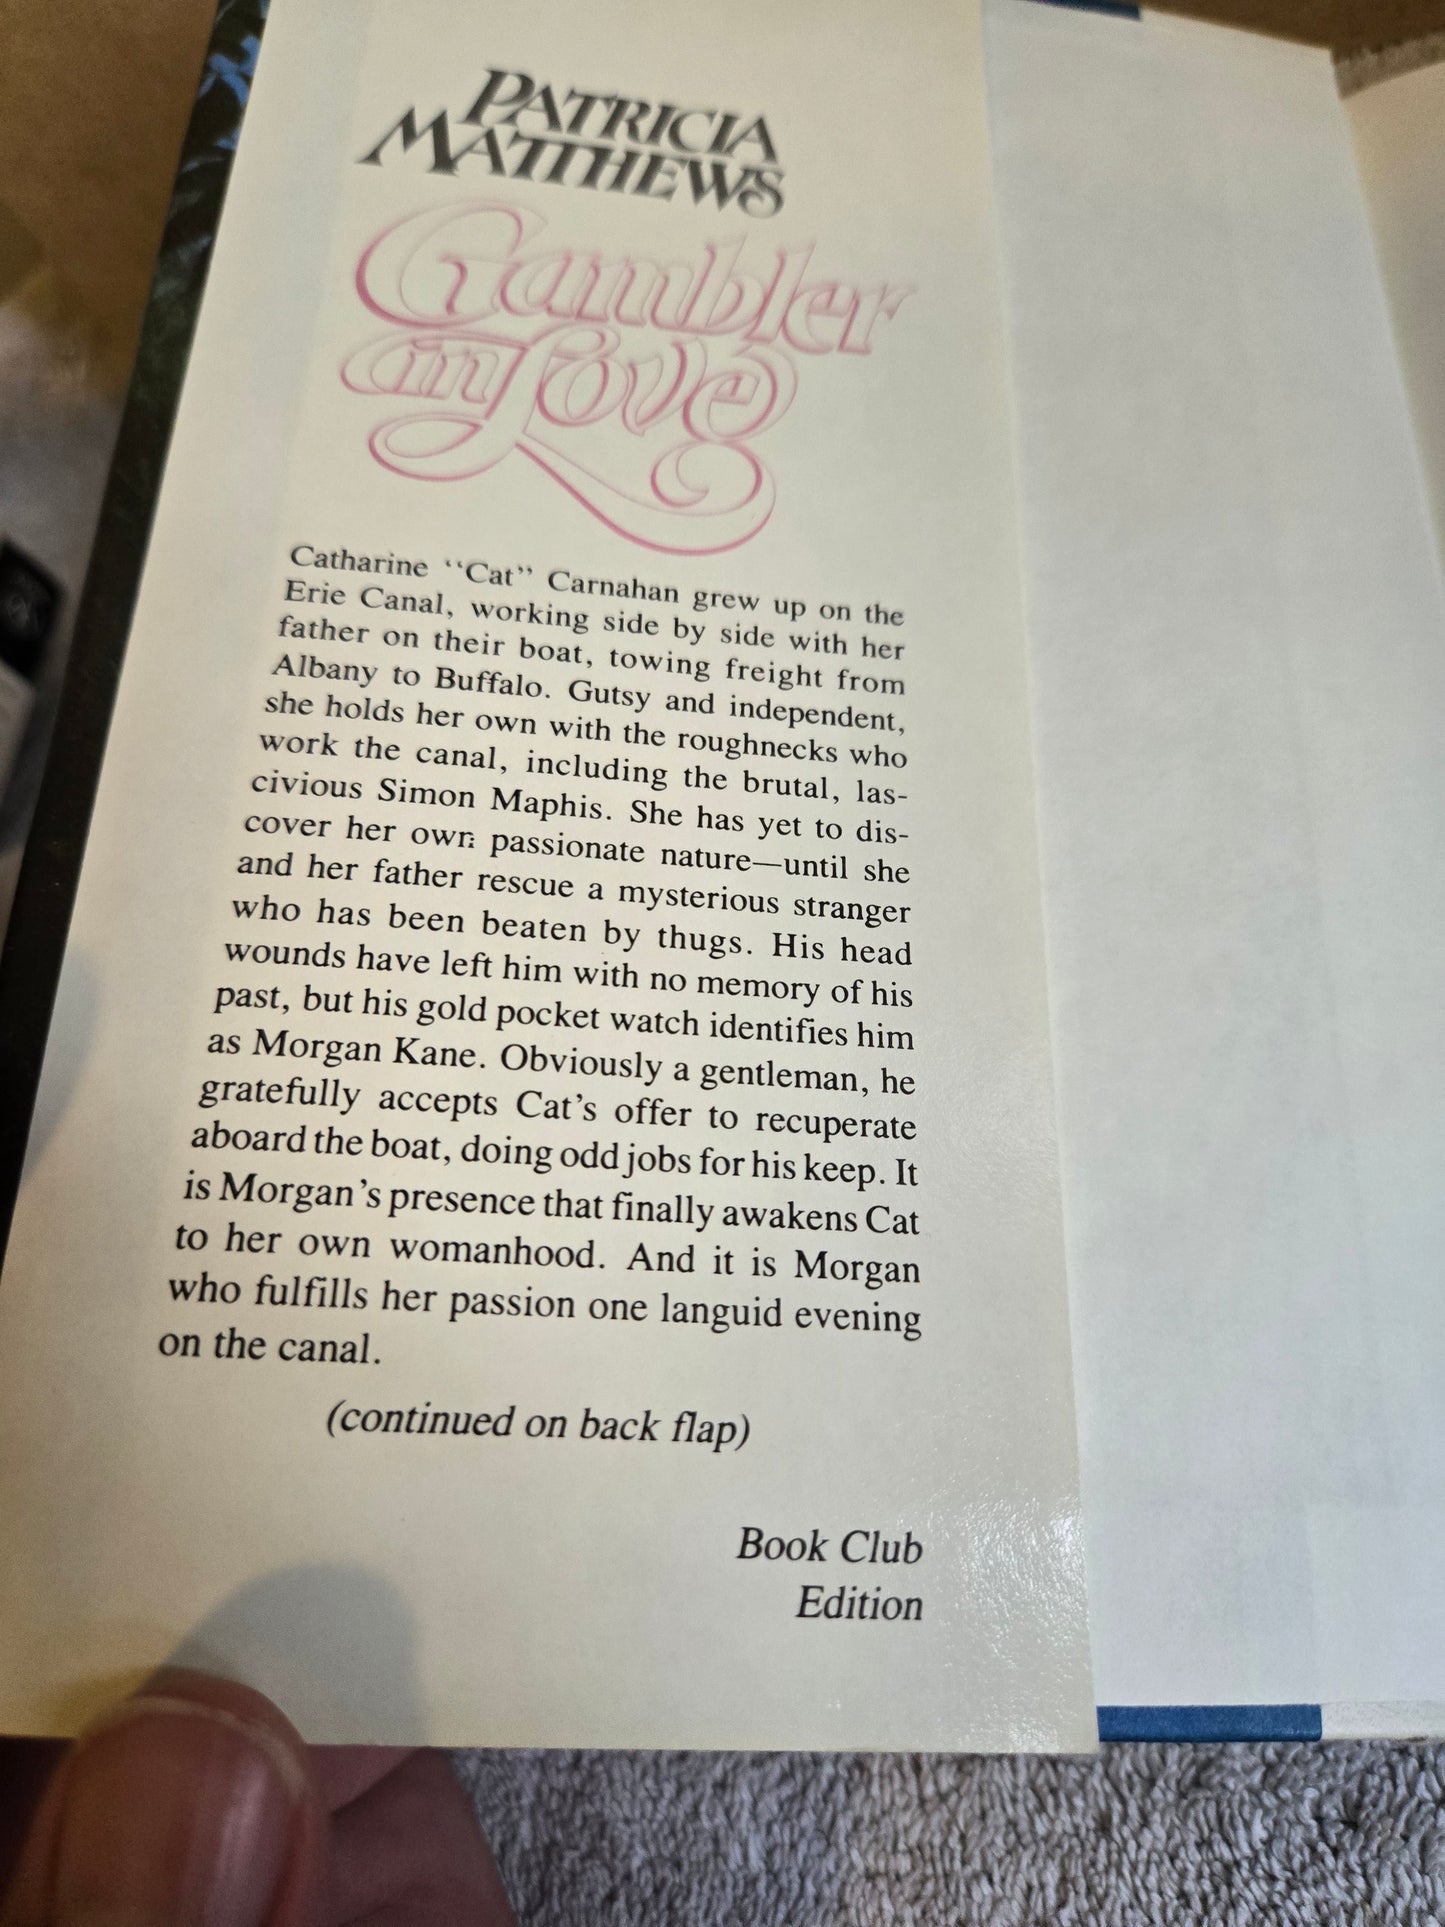 PATRICIA
MATTHEWS
Gambler
in Love
Catharine “Cat” Carnahan grew up on the
Erie Canal, working side by side with her
father on their boat, towing freight from
Albany to Buffalo. Gutsy and independent,
she holds her own with the roughnecks who
work the canal, including the brutal, las-
civious Simon Maphis. She has yet to dis-
cover her own passionate nature—until she
and her father rescue a mysterious stranger
who has been beaten by thugs. His head
wounds have left him with no memory of his
past, but his gold pocket watch identifies him
as Morgan Kane. Obviously a gentleman, he
gratefully accepts Cat’s offer to recuperate
aboard the boat, doing odd jobs for his keep. It
is Morgan’s presence that finally awakens Cat
to her own womanhood. And it is Morgan
who fulfills her passion one languid evening
on the canal.
(continued on back flap)
Book Club
Edition